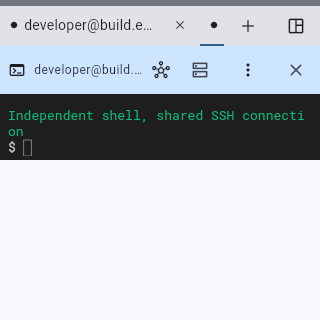 developer@build.e...
developer@build....
Independent shell, shared SSH connecti
on
$